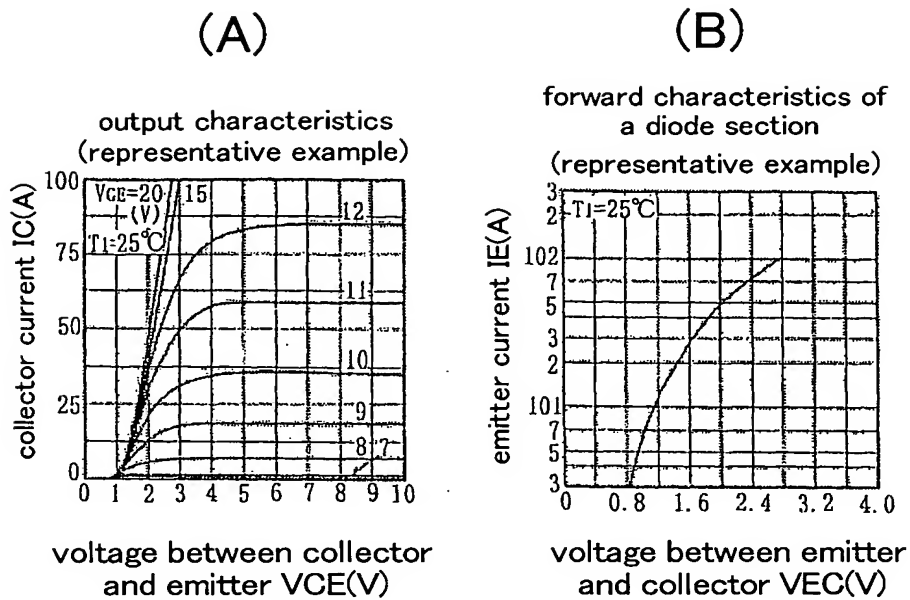 (A)
output characteristics
(representative example)
collector current IC(A)
100
75
50
25
0
VGE=20
(V)
T1=25℃
15
12
11
10
9
8
7
0 1 2 3 4 5 6 7 8 9 10
voltage between collector
and emitter VCE(V)
(B)
forward characteristics of
a diode section
(representative example)
emitter current IE(A)
3
2
102
7
5
3
2
101
7
5
3
TJ=25℃
0 0.8 1.6 2.4 3.2 4.0
voltage between emitter
and collector VEC(V)